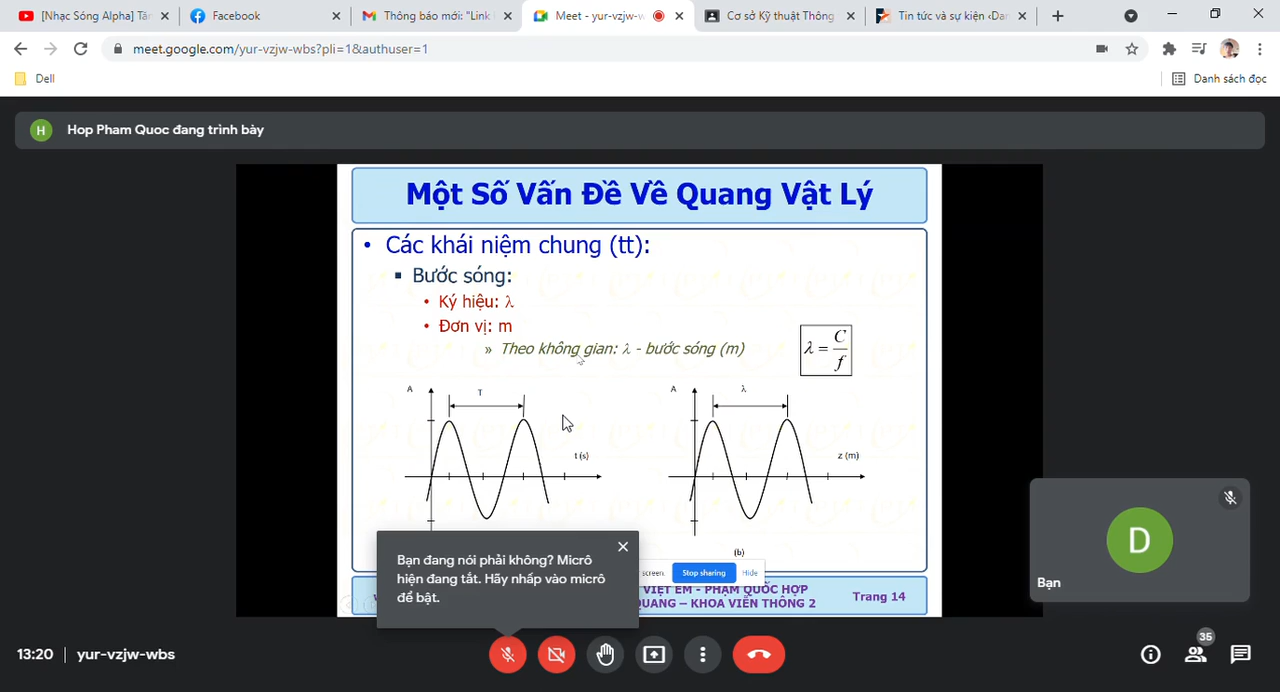 [Nhạc Sóng Alpha] Tăn
Facebook
Thông báo mới: "Link
Meet - yur-vzjw-w
Cơ sở Kỹ thuật Thông
Tin tức và sự kiện ‹Dan
meet.google.com/yur-vzjw-wbs?pli=1&authuser=1
Dell
Danh sách đọc
H
Hop Pham Quoc đang trình bày
Một Số Vấn Đề Về Quang Vật Lý
• Các khái niệm chung (tt):
▪ Bước sóng:
• Ký hiệu: λ
• Đơn vị: m
» Theo không gian: λ - bước sóng (m)
λ = C/f
A
T
t (s)
A
λ
z (m)
(b)
Bạn đang nói phải không? Micrô
hiện đang tắt. Hãy nhấp vào micrô
để bật.
screen.
Stop sharing
Hide
VIỆT EM - PHẠM QUỐC HỢP
QUANG – KHOA VIỄN THÔNG 2
Trang 14
D
Bạn
13:20
yur-vzjw-wbs
35